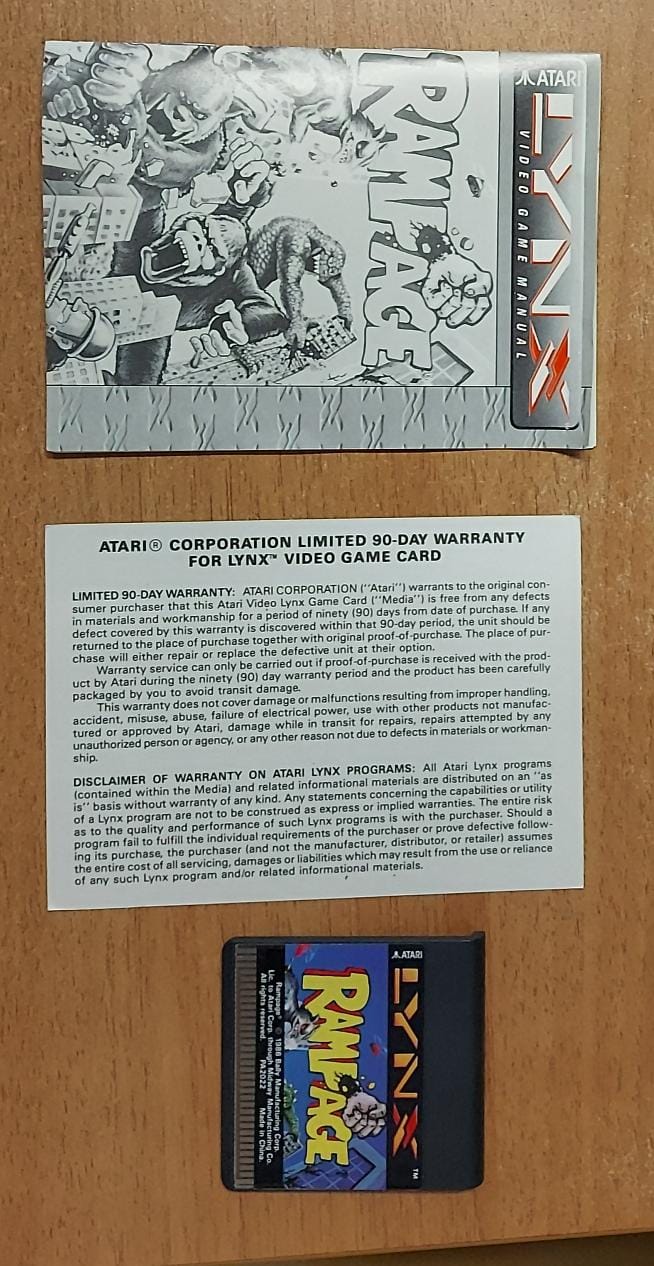 ATARI
LYNX
VIDEO GAME MANUAL
RAMPAGE
ATARI® CORPORATION LIMITED 90-DAY WARRANTY
FOR LYNX™ VIDEO GAME CARD
LIMITED 90-DAY WARRANTY: ATARI CORPORATION (''Atari'') warrants to the original con-
sumer purchaser that this Atari Video Lynx Game Card (''Media'') is free from any defects
in materials and workmanship for a period of ninety (90) days from date of purchase. If any
defect covered by this warranty is discovered within that 90-day period, the unit should be
returned to the place of purchase together with original proof-of-purchase. The place of pur-
chase will either repair or replace the defective unit at their option.
Warranty service can only be carried out if proof-of-purchase is received with the prod-
uct by Atari during the ninety (90) day warranty period and the product has been carefully
packaged by you to avoid transit damage.
This warranty does not cover damage or malfunctions resulting from improper handling,
accident, misuse, abuse, failure of electrical power, use with other products not manufac-
tured or approved by Atari, damage while in transit for repairs, repairs attempted by any
unauthorized person or agency, or any other reason not due to defects in materials or workman-
ship.
DISCLAIMER OF WARRANTY ON ATARI LYNX PROGRAMS: All Atari Lynx programs
(contained within the Media) and related informational materials are distributed on an ''as
is'' basis without warranty of any kind. Any statements concerning the capabilities or utility
of a Lynx program are not to be construed as express or implied warranties. The entire risk
as to the quality and performance of such Lynx programs is with the purchaser. Should a
program fail to fulfill the individual requirements of the purchaser or prove defective follow-
ing its purchase, the purchaser (and not the manufacturer, distributor, or retailer) assumes
the entire cost of all servicing, damages or liabilities which may result from the use or reliance
of any such Lynx program and/or related informational materials.
ATARI
LYNX™
RAMPAGE
Rampage® © 1986 Bally Manufacturing Corp.
Lic. to Atari Corp. through Midway Manufacturing Co.
All rights reserved. PA2022 Made in China.